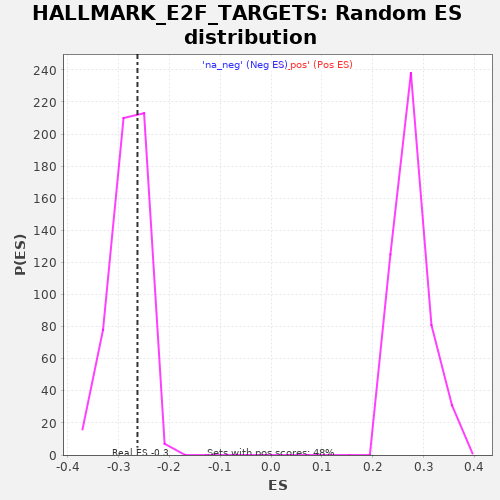 HALLMARK_E2F_TARGETS: Random ES
distribution
'na_neg' (Neg ES) pos' (Pos ES)
240
220
200
180
160
140
120
100
80
60
40
20
0
P(ES)
Real ES -0.3
Sets with pos scores: 48%
-0.4 -0.3 -0.2 -0.1 0.0 0.1 0.2 0.3 0.4
ES